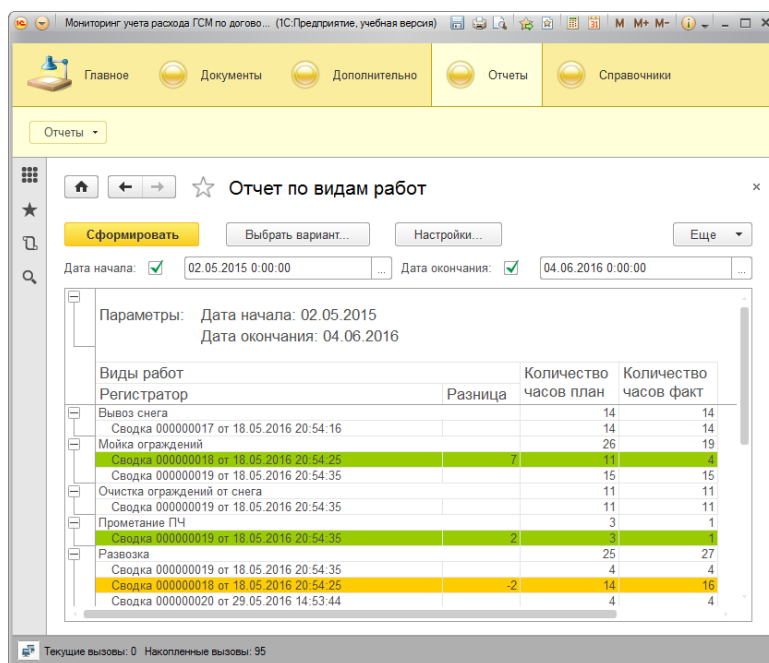 Мониторинг учета расхода ГСМ по догово... (1С:Предприятие, учебная версия) M M+ M-
Главное Документы Дополнительно Отчеты Справочники
Отчеты
Отчет по видам работ
Сформировать Выбрать вариант... Настройки... Еще
Дата начала: 02.05.2015 0:00:00 ... Дата окончания: 04.06.2016 0:00:00 ...
Параметры: Дата начала: 02.05.2015
Дата окончания: 04.06.2016
Виды работ Количество часов план Количество часов факт
Регистратор Разница
Вывоз снега 14 14
Сводка 000000017 от 18.05.2016 20:54:16 14 14
Мойка ограждений 26 19
Сводка 000000018 от 18.05.2016 20:54:25 7 11 4
Сводка 000000019 от 18.05.2016 20:54:35 15 15
Очистка ограждений от снега 11 11
Сводка 000000019 от 18.05.2016 20:54:35 11 11
Прометание ПЧ 3 1
Сводка 000000019 от 18.05.2016 20:54:35 2 3 1
Развозка 25 27
Сводка 000000019 от 18.05.2016 20:54:35 4 4
Сводка 000000018 от 18.05.2016 20:54:25 -2 14 16
Сводка 000000020 от 29.05.2016 14:53:44 4 4
Текущие вызовы: 0 Накопленные вызовы: 95